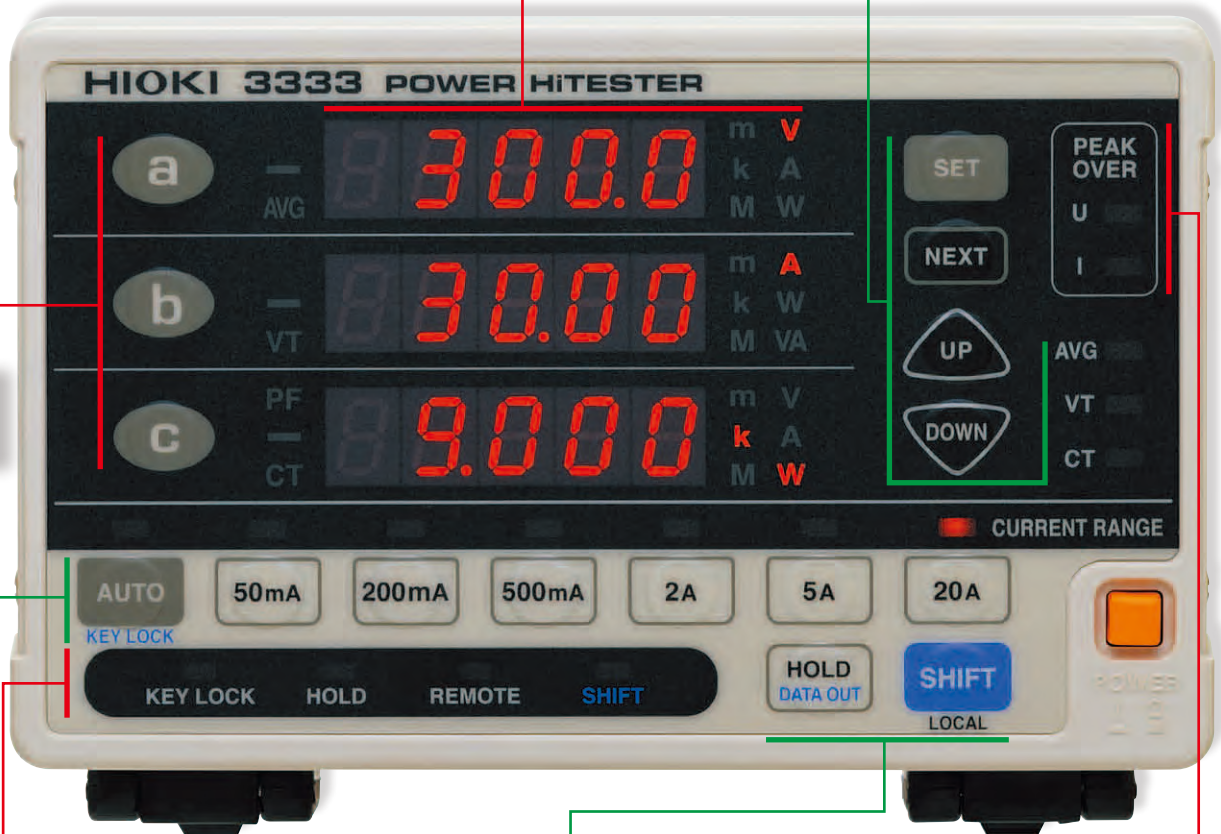 HIOKI 3333 POWER HiTESTER
a AVG 300.0 m V
k A
M W
SET
PEAK OVER
U
I
NEXT
b VT 30.00 m A
k W
M VA
UP
AVG
VT
CT
c PF CT 9.000 m V
k A
M W
DOWN
CURRENT RANGE
AUTO 50mA 200mA 500mA 2A 5A 20A
KEY LOCK
KEY LOCK HOLD REMOTE SHIFT
HOLD SHIFT
DATA OUT
LOCAL
POWER